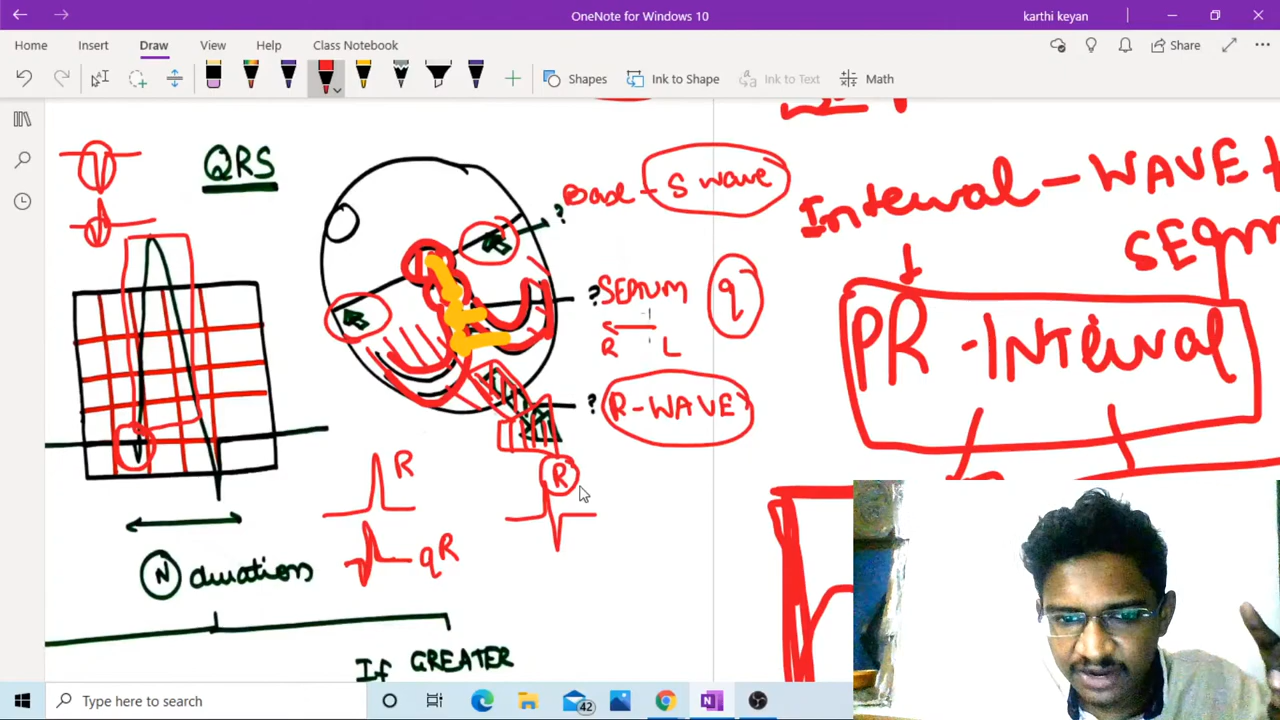 OneNote for Windows 10
karthi keyan
Home
Insert
Draw
View
Help
Class Notebook
Share
Shapes
Ink to Shape
Ink to Text
Math
QRS
? Base - S wave
? SEPTUM q
R L
? R-WAVE
R
R
qR
N durations
If GREATER
Interval - WAVE +
SEgm
PR - INterval
Type here to search
42